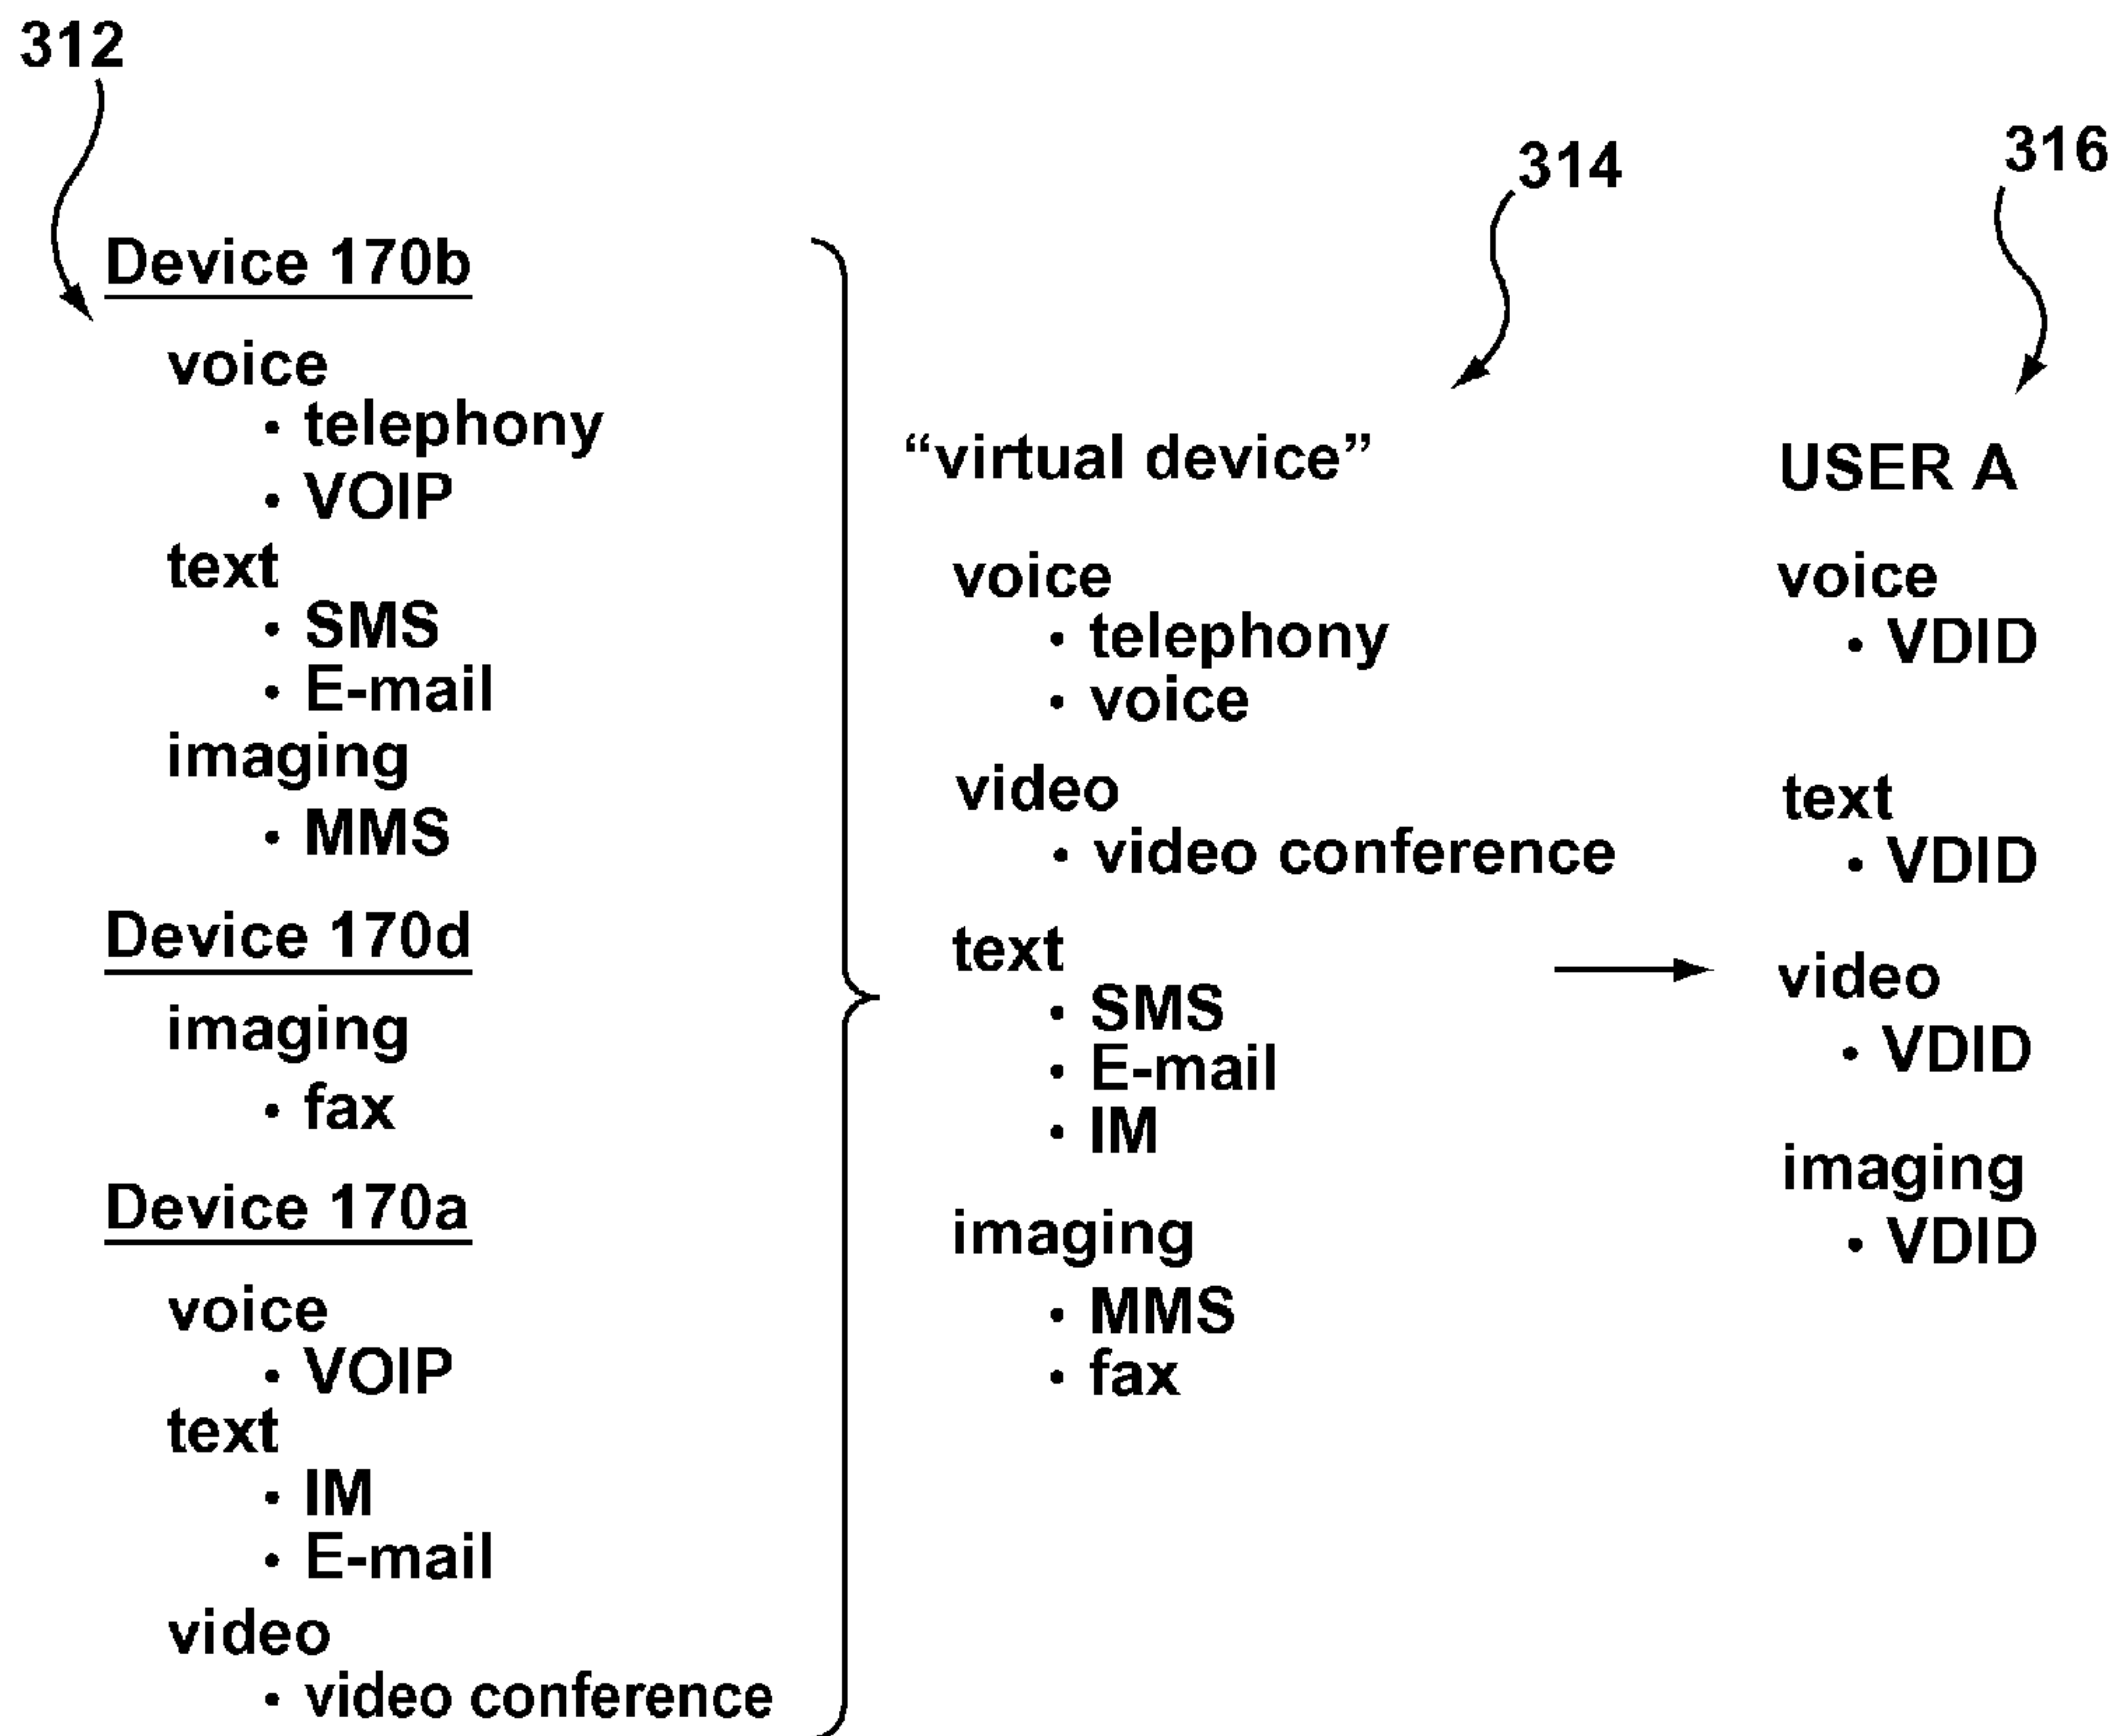 312
Device 170b
voice
• telephony
• VOIP
text
• SMS
• E-mail
imaging
• MMS
Device 170d
imaging
• fax
Device 170a
voice
• VOIP
text
• IM
• E-mail
video
• video conference
314
“virtual device”
voice
• telephony
• voice
video
• video conference
text
• SMS
• E-mail
• IM
imaging
• MMS
• fax
316
USER A
voice
• VDID
text
• VDID
video
• VDID
imaging
• VDID